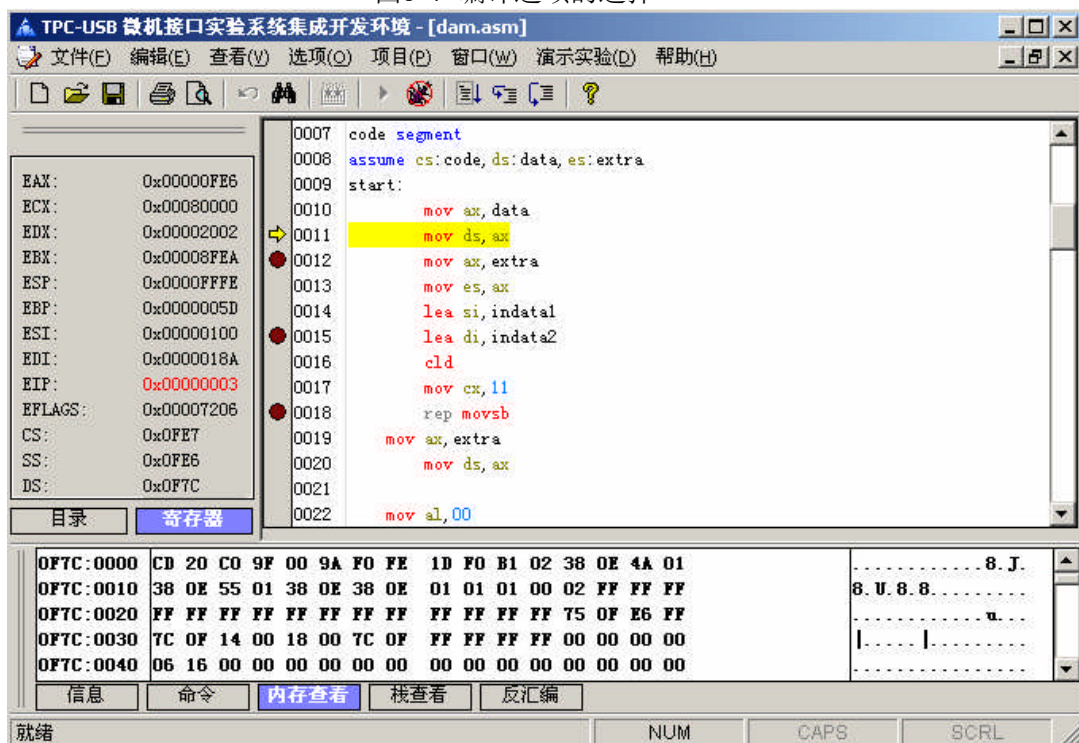 TPC-USB 微机接口实验系统集成开发环境 - [dam.asm]
文件(F) 编辑(E) 查看(V) 选项(O) 项目(P) 窗口(W) 演示实验(D) 帮助(H)
EAX: 0x00000FE6
ECX: 0x00080000
EDX: 0x00002002
EBX: 0x00008FEA
ESP: 0x0000FFFE
EBP: 0x0000005D
ESI: 0x00000100
EDI: 0x0000018A
EIP: 0x00000003
EFLAGS: 0x00007206
CS: 0x0FE7
SS: 0x0FE6
DS: 0x0F7C
目录 寄存器
0007 code segment
0008 assume cs:code,ds:data,es:extra
0009 start:
0010 mov ax,data
0011 mov ds,ax
0012 mov ax,extra
0013 mov es,ax
0014 lea si,indata1
0015 lea di,indata2
0016 cld
0017 mov cx,11
0018 rep movsb
0019 mov ax,extra
0020 mov ds,ax
0021
0022 mov al,00
0F7C:0000 CD 20 C0 9F 00 9A F0 FE 1D F0 B1 02 38 0E 4A 01 ............8.J.
0F7C:0010 38 0E 55 01 38 0E 38 0E 01 01 01 00 02 FF FF FF 8.U.8.8.........
0F7C:0020 FF FF FF FF FF FF FF FF FF FF FF FF 75 0F E6 FF ............u...
0F7C:0030 7C 0F 14 00 18 00 7C 0F FF FF FF FF 00 00 00 00 |.....|.........
0F7C:0040 06 16 00 00 00 00 00 00 00 00 00 00 00 00 00 00 ................
信息 命令 内存查看 栈查看 反汇编
就绪 NUM CAPS SCRL